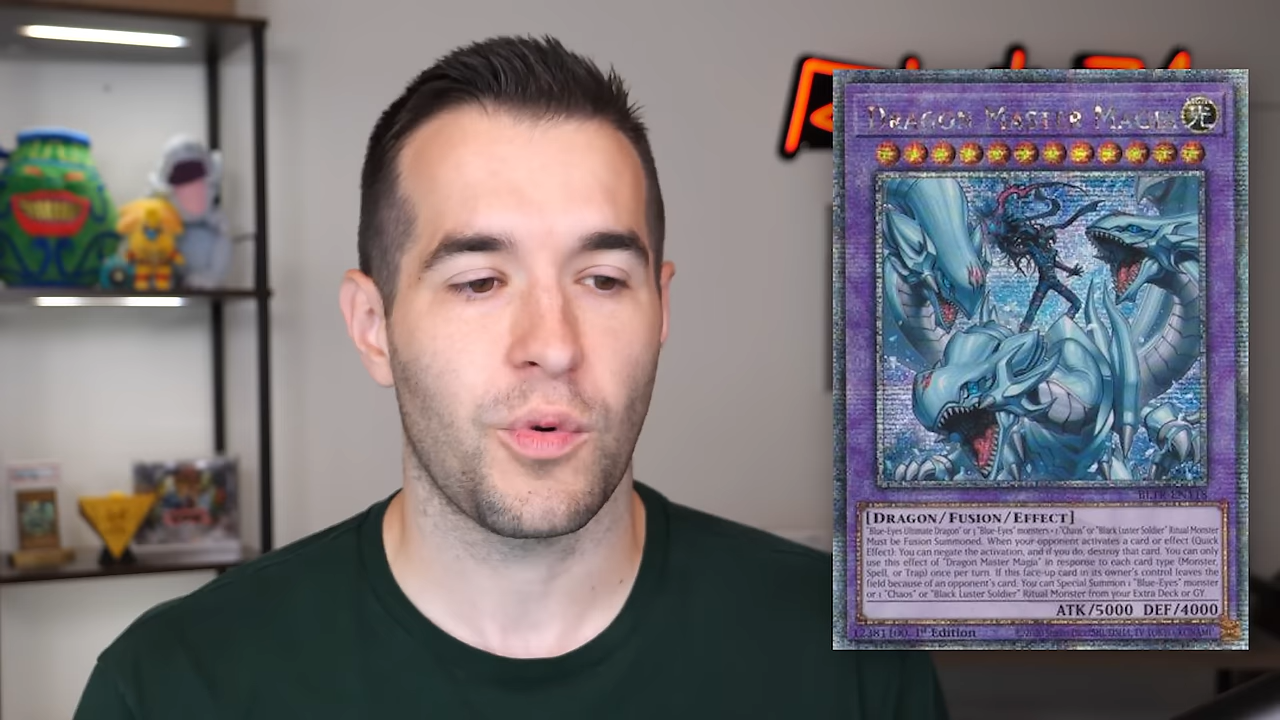 DRAGON MASTER MAGIA
[DRAGON/FUSION/EFFECT]
"Blue-Eyes Ultimate Dragon" or 3 "Blue-Eyes" monsters + 1 "Chaos" or "Black Luster Soldier" Ritual Monster
Must be Fusion Summoned. When your opponent activates a card or effect (Quick
Effect): You can negate the activation, and if you do, destroy that card. You can only
use this effect of "Dragon Master Magia" in response to each card type (Monster,
Spell, or Trap) once per turn. If this face-up card in its owner's control leaves the
field because of an opponent's card: You can Special Summon 1 "Blue-Eyes" monster
or 1 "Chaos" or "Black Luster Soldier" Ritual Monster from your Extra Deck or GY.
ATK/5000 DEF/4000
1st Edition